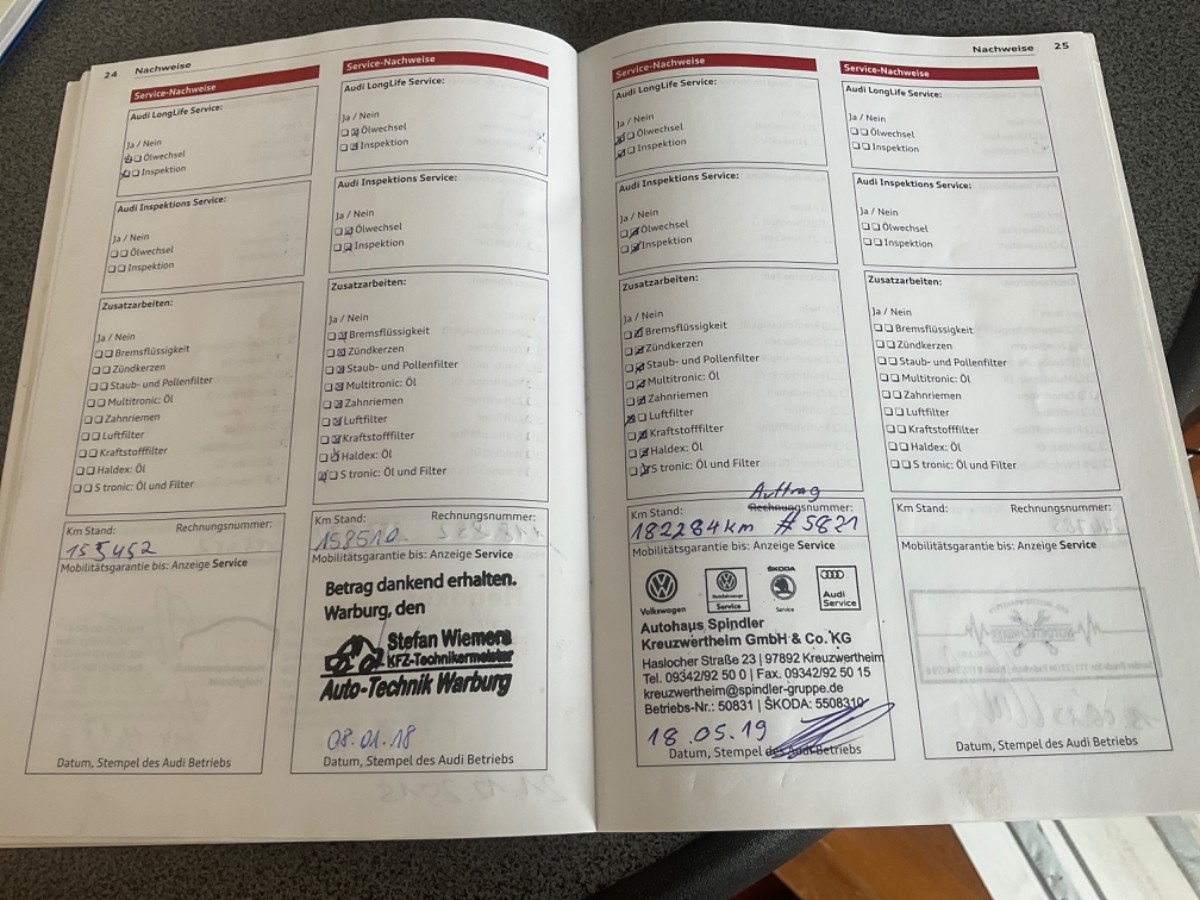 24 Nachweise
Service-Nachweise
Audi LongLife Service:
Ja / Nein
Ölwechsel
Inspektion
Audi Inspektions Service:
Ja / Nein
Ölwechsel
Inspektion
Zusatzarbeiten:
Ja / Nein
Bremsflüssigkeit
Zündkerzen
Staub- und Pollenfilter
Multitronic: Öl
Zahnriemen
Luftfilter
Kraftstofffilter
Haldex: Öl
S tronic: Öl und Filter
Km Stand: Rechnungsnummer:
Mobilitätsgarantie bis: Anzeige Service
Datum, Stempel des Audi Betriebs
Service-Nachweise
Audi LongLife Service:
Ja / Nein
Ölwechsel
Inspektion
Audi Inspektions Service:
Ja / Nein
Ölwechsel
Inspektion
Zusatzarbeiten:
Ja / Nein
Bremsflüssigkeit
Zündkerzen
Staub- und Pollenfilter
Multitronic: Öl
Zahnriemen
Luftfilter
Kraftstofffilter
Haldex: Öl
S tronic: Öl und Filter
Km Stand: Rechnungsnummer:
Mobilitätsgarantie bis: Anzeige Service
Betrag dankend erhalten.
Warburg, den
Stefan Wiemers
KFZ-Technikermeister
Auto-Technik Warburg
08.01.18
Datum, Stempel des Audi Betriebs
Nachweise 25
Service-Nachweise
Audi LongLife Service:
Ja / Nein
Ölwechsel
Inspektion
Audi Inspektions Service:
Ja / Nein
Ölwechsel
Inspektion
Zusatzarbeiten:
Ja / Nein
Bremsflüssigkeit
Zündkerzen
Staub- und Pollenfilter
Multitronic: Öl
Zahnriemen
Luftfilter
Kraftstofffilter
Haldex: Öl
S tronic: Öl und Filter
Auftrag
Km Stand: Rechnungsnummer:
182284 km #5821
Mobilitätsgarantie bis: Anzeige Service
ŠKODA
Volkswagen Service Service Audi Service
Autohaus Spindler
Kreuzwertheim GmbH & Co. KG
Haslocher Straße 23 | 97892 Kreuzwertheim
Tel. 09342/92 50 0 | Fax. 09342/92 50 15
kreuzwertheim@spindler-gruppe.de
Betriebs-Nr.: 50831 | ŠKODA: 5508310
18.05.19
Datum, Stempel des Audi Betriebs
Service-Nachweise
Audi LongLife Service:
Ja / Nein
Ölwechsel
Inspektion
Audi Inspektions Service:
Ja / Nein
Ölwechsel
Inspektion
Zusatzarbeiten:
Ja / Nein
Bremsflüssigkeit
Zündkerzen
Staub- und Pollenfilter
Multitronic: Öl
Zahnriemen
Luftfilter
Kraftstofffilter
Haldex: Öl
S tronic: Öl und Filter
Km Stand: Rechnungsnummer:
Mobilitätsgarantie bis: Anzeige Service
Datum, Stempel des Audi Betriebs